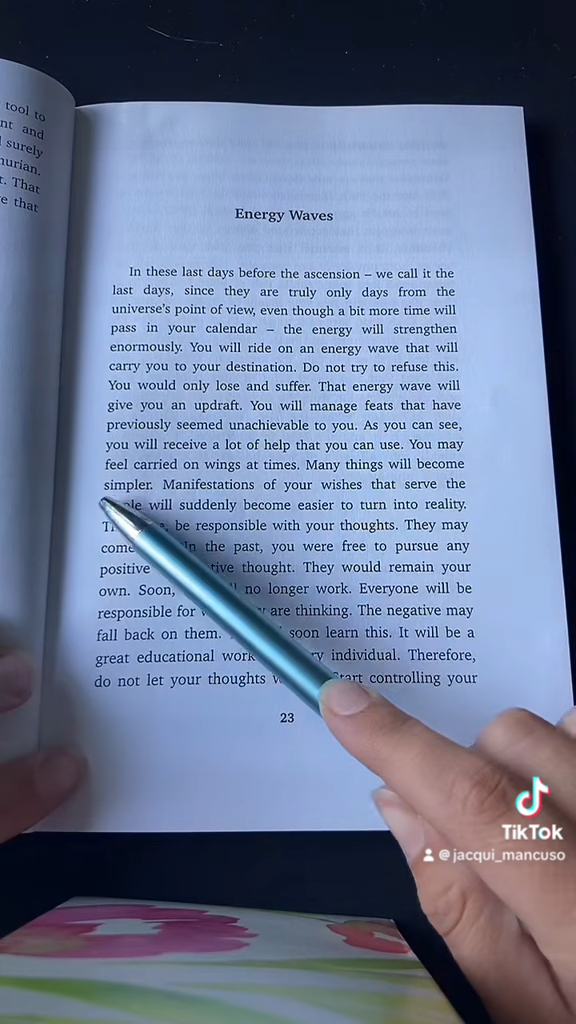 tool to
nt and
surely
hurian.
t. That
e that
Energy Waves
In these last days before the ascension – we call it the
last days, since they are truly only days from the
universe's point of view, even though a bit more time will
pass in your calendar – the energy will strengthen
enormously. You will ride on an energy wave that will
carry you to your destination. Do not try to refuse this.
You would only lose and suffer. That energy wave will
give you an updraft. You will manage feats that have
previously seemed unachievable to you. As you can see,
you will receive a lot of help that you can use. You may
feel carried on wings at times. Many things will become
simpler. Manifestations of your wishes that serve the
will suddenly become easier to turn into reality.
be responsible with your thoughts. They may
come In the past, you were free to pursue any
positive thought. They would remain your
own. Soon, no longer work. Everyone will be
responsible for are thinking. The negative may
fall back on them. soon learn this. It will be a
great educational work individual. Therefore,
do not let your thoughts Start controlling your
23
TikTok
@jacqui_mancuso